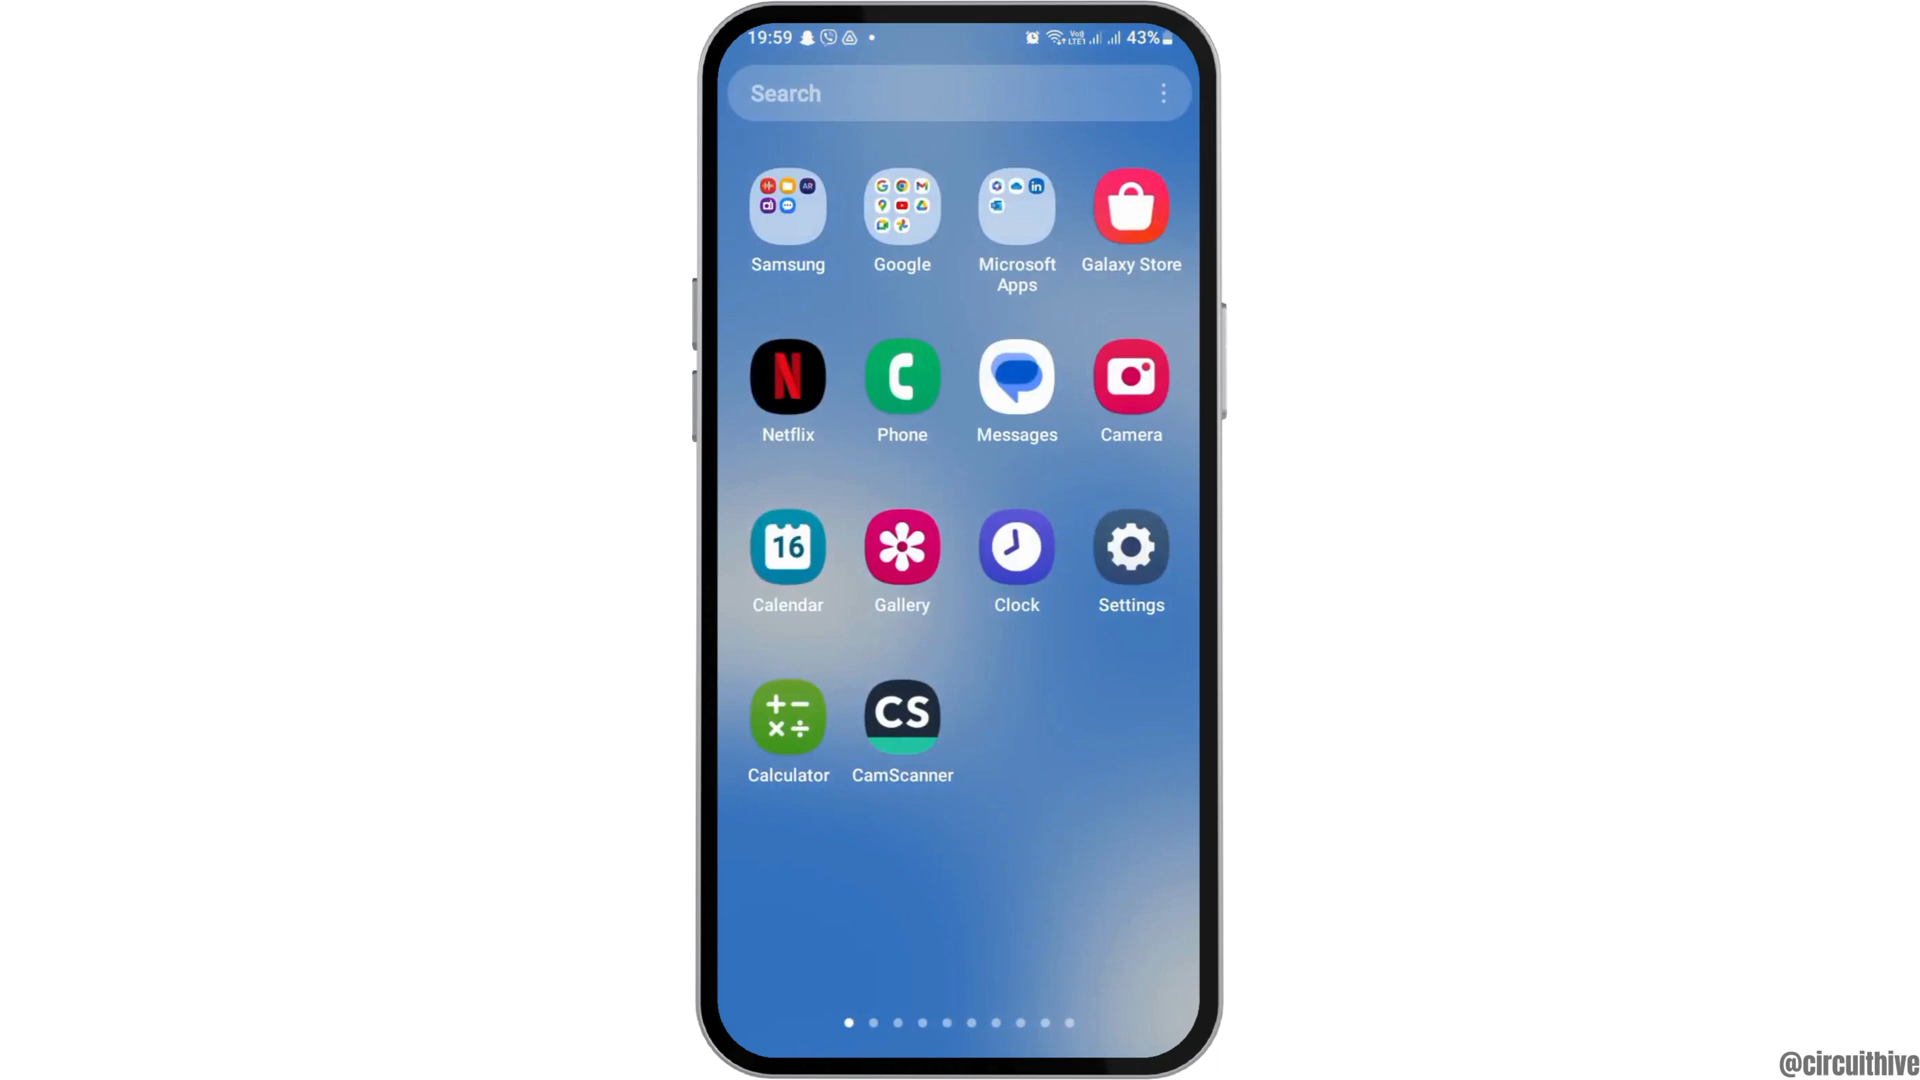 19:59 43%
Search
Samsung Google Microsoft Apps Galaxy Store
Netflix Phone Messages Camera
16
Calendar Gallery Clock Settings
CS
Calculator CamScanner
@circuithive